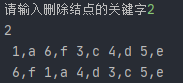 请输入删除结点的关键字2
2
1,a 6,f 3,c 4,d 5,e
6,f 1,a 4,d 3,c 5,e